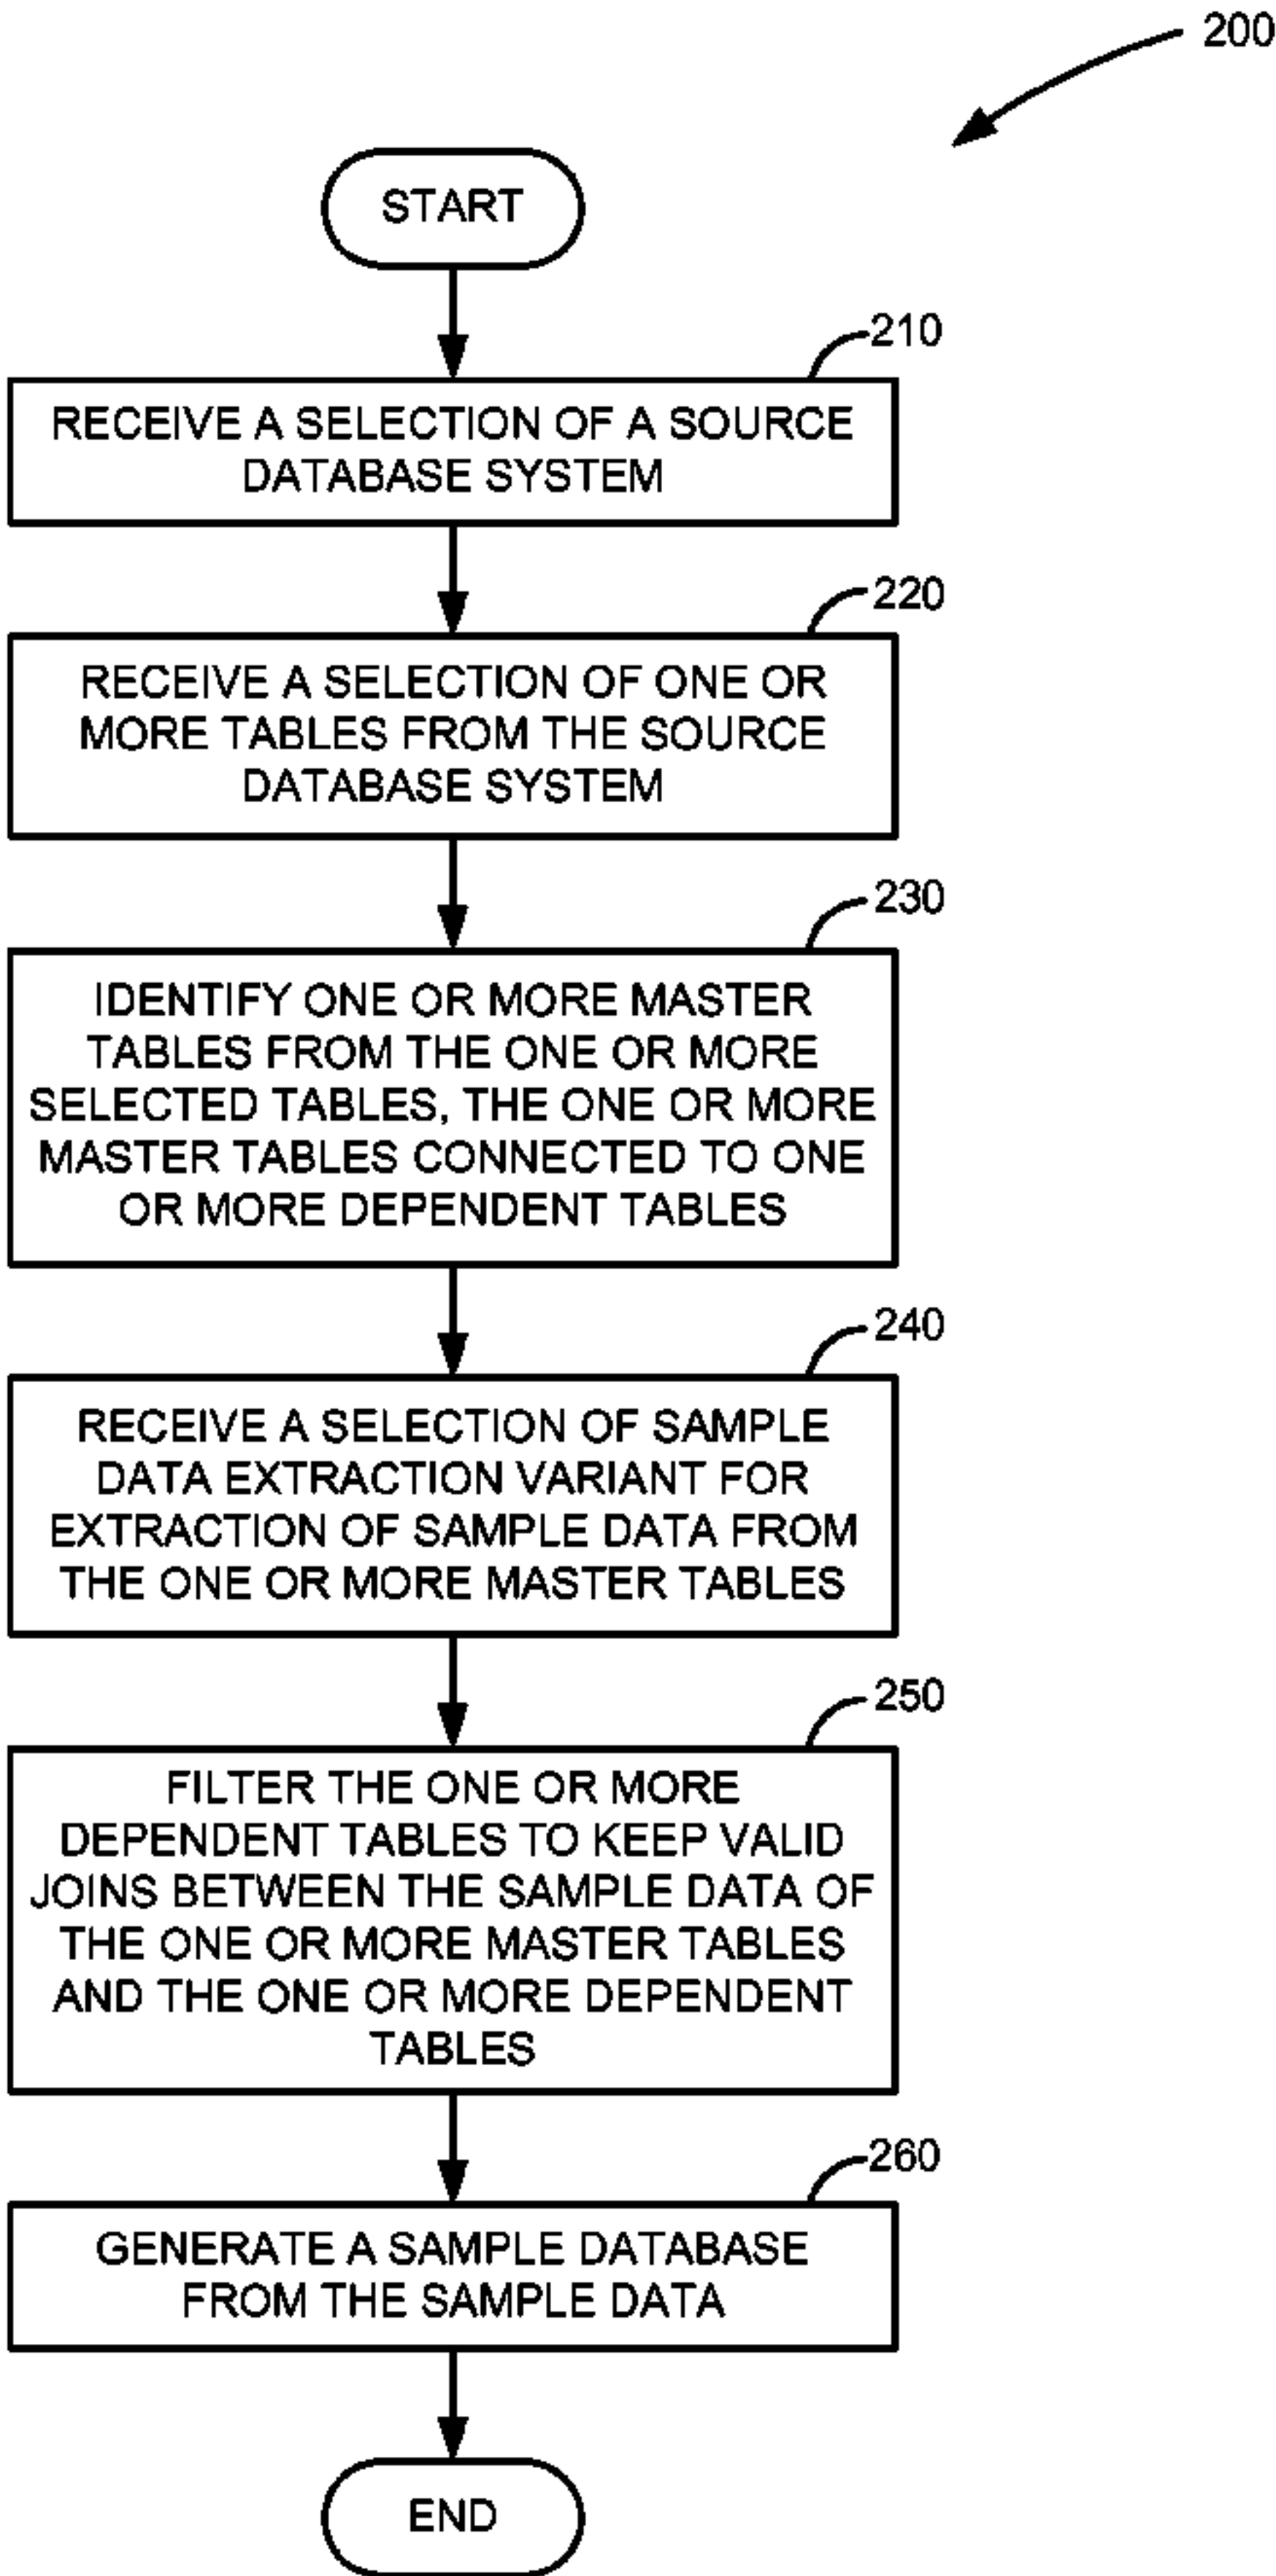 200
START
210
RECEIVE A SELECTION OF A SOURCE
DATABASE SYSTEM
220
RECEIVE A SELECTION OF ONE OR
MORE TABLES FROM THE SOURCE
DATABASE SYSTEM
230
IDENTIFY ONE OR MORE MASTER
TABLES FROM THE ONE OR MORE
SELECTED TABLES, THE ONE OR MORE
MASTER TABLES CONNECTED TO ONE
OR MORE DEPENDENT TABLES
240
RECEIVE A SELECTION OF SAMPLE
DATA EXTRACTION VARIANT FOR
EXTRACTION OF SAMPLE DATA FROM
THE ONE OR MORE MASTER TABLES
250
FILTER THE ONE OR MORE
DEPENDENT TABLES TO KEEP VALID
JOINS BETWEEN THE SAMPLE DATA OF
THE ONE OR MORE MASTER TABLES
AND THE ONE OR MORE DEPENDENT
TABLES
260
GENERATE A SAMPLE DATABASE
FROM THE SAMPLE DATA
END